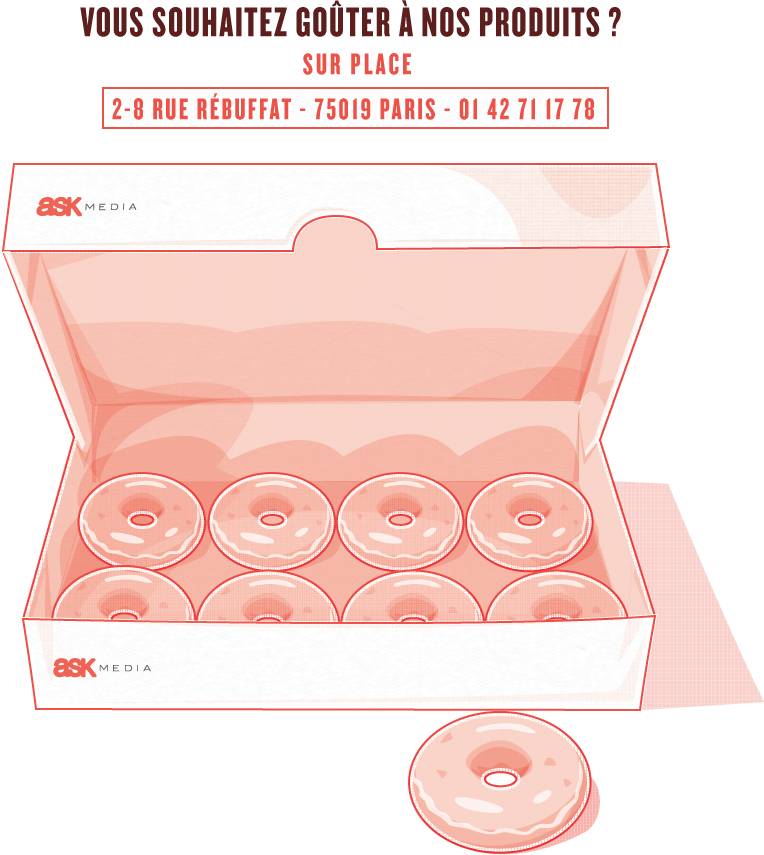 VOUS SOUHAITEZ GOÛTER À NOS PRODUITS ?
SUR PLACE
2-8 RUE RÉBUFFAT - 75019 PARIS - 01 42 71 17 78
ask MEDIA
ask MEDIA